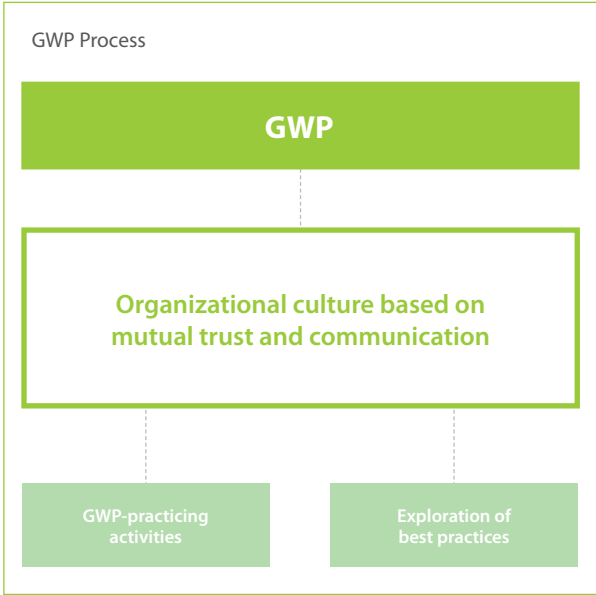 GWP Process
GWP
Organizational culture based on
mutual trust and communication
GWP-practicing
activities
Exploration of
best practices